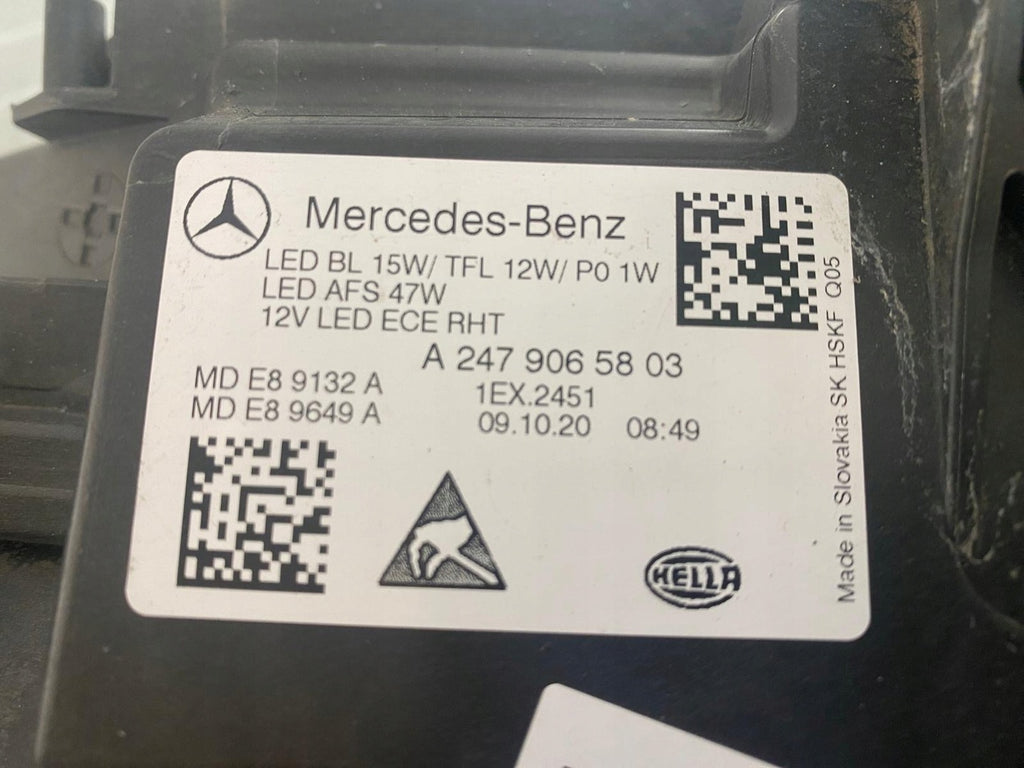 Mercedes-Benz
LED BL 15W/ TFL 12W/ P0 1W
LED AFS 47W
12V LED ECE RHT
A 247 906 58 03
MD E8 9132 A
1EX.2451
MD E8 9649 A
09.10.20 08:49
HELLA
Made in Slovakia SK HSKF Q05